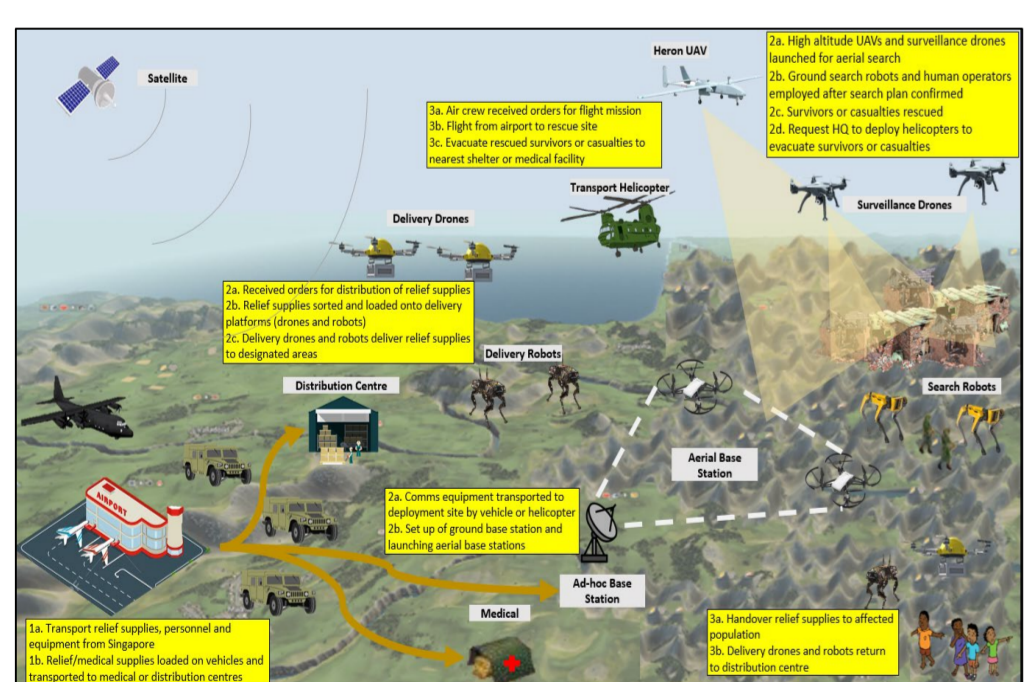 Heron UAV
2a. High altitude UAVs and surveillance drones
launched for aerial search
2b. Ground search robots and human operators
employed after search plan confirmed
2c. Survivors or casualties rescued
2d. Request HQ to deploy helicopters to
evacuate survivors or casualties
Satellite
3a. Air crew received orders for flight mission
3b. Flight from airport to rescue site
3c. Evacuate rescued survivors or casualties to
nearest shelter or medical facility
Transport Helicopter
Surveillance Drones
Delivery Drones
2a. Received orders for distribution of relief supplies
2b. Relief supplies sorted and loaded onto delivery
platforms (drones and robots)
2c. Delivery drones and robots deliver relief supplies
to designated areas
Delivery Robots
Distribution Centre
Search Robots
Aerial Base
Station
AIRPORT
2a. Comms equipment transported to
deployment site by vehicle or helicopter
2b. Set up of ground base station and
launching aerial base stations
Ad-hoc Base
Station
Medical
1a. Transport relief supplies, personnel and
equipment from Singapore
1b. Relief/medical supplies loaded on vehicles and
transported to medical or distribution centres
3a. Handover relief supplies to affected
population
3b. Delivery drones and robots return
to distribution centre